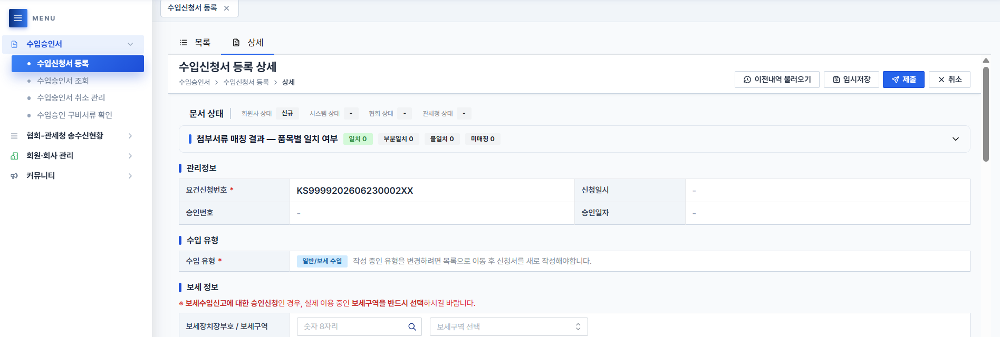 수입신청서 등록
MENU
수입승인서
수입신청서 등록
수입승인서 조회
수입승인서 취소 관리
수입승인 구비서류 확인
협회-관세청 송수신현황
회원·회사 관리
커뮤니티
목록 상세
수입신청서 등록 상세
수입승인서 > 수입신청서 등록 > 상세
이전내역 불러오기 임시저장 제출 취소
문서 상태 회원사 상태 신규 시스템 상태 - 협회 상태 - 관세청 상태 -
첨부서류 매칭 결과 — 품목별 일치 여부 일치 0 부분일치 0 불일치 0 미매칭 0
관리정보
요건신청번호 * KS9999202606230002XX 신청일시 -
승인번호 - 승인일자 -
수입 유형
수입 유형 * 일반/보세 수입 작성 중인 유형을 변경하려면 목록으로 이동 후 신청서를 새로 작성해야합니다.
보세 정보
※ 보세수입신고에 대한 승인신청인 경우, 실제 이용 중인 보세구역을 반드시 선택하시길 바랍니다.
보세장치장부호 / 보세구역 숫자 8자리 보세구역 선택